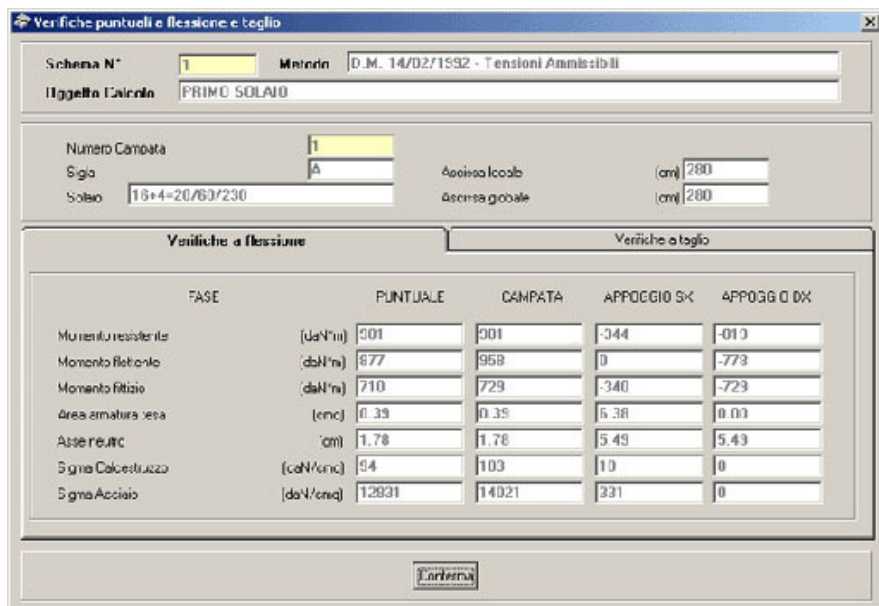 Verifiche puntuali a flessione e taglio
Schema N° 1 Metodo D.M. 14/02/1992 - Tensioni Ammissibili
Oggetto Calcolo PRIMO SOLAIO
Numero Campata 1
Sigla A Ascissa locale (cm) 280
Solaio 16+4=20/60/230 Ascissa globale (cm) 280
Verifiche a flessione Verifiche a taglio
FASE PUNTUALE CAMPATA APPOGGIO SX APPOGGIO DX
Momento resistente (daN*m) 901 901
Momento flettente (daN*m) 877 958 0 -778
Momento fittizio (daN*m) 710 729 -340 -729
Area armatura tesa (cmq) 0.39 0.39 0.00
Asse neutro (cm) 1.78 1.78 5.49 5.49
Sigma Calcestruzzo (daN/cmq) 94 103 10 0
Sigma Acciaio (daN/cmq) 12831 14021 331 0
Conferma